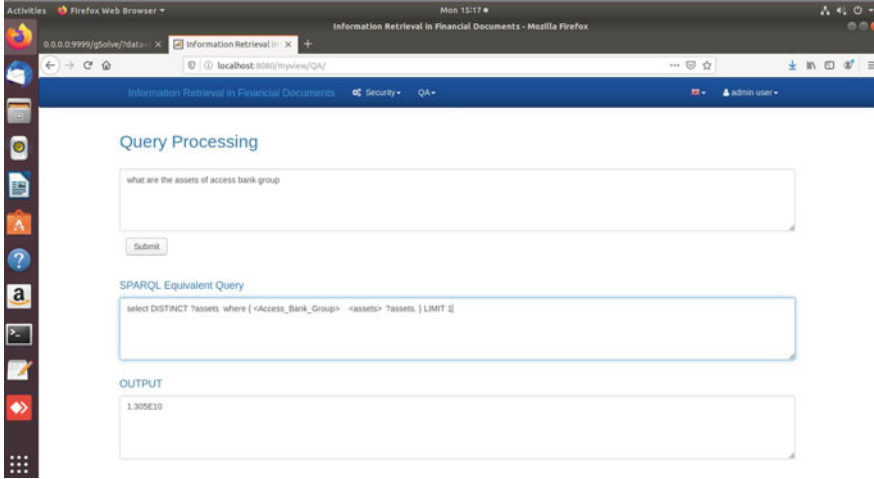 Activities Firefox Web Browser Mon 15:17
Information Retrieval in Financial Documents - Mozilla Firefox
0.0.0.0:9999/gSolve/?data= Information Retrieval in
localhost:8080/myview/QA/
Information Retrieval in Financial Documents Security QA admin user
Query Processing
what are the assets of access bank group
Submit
SPARQL Equivalent Query
select DISTINCT ?assets where { <Access_Bank_Group> <assets> ?assets. } LIMIT 1
OUTPUT
1.305E10